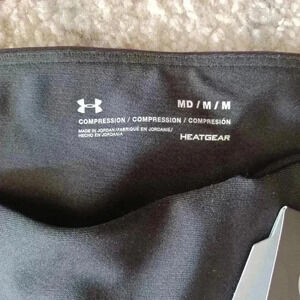 MD / M / M
COMPRESSION / COMPRESSION / COMPRESIÓN
MADE IN JORDAN / FABRIQUÉ EN JORDANIE /
HECHO EN JORDANIA
HEATGEAR